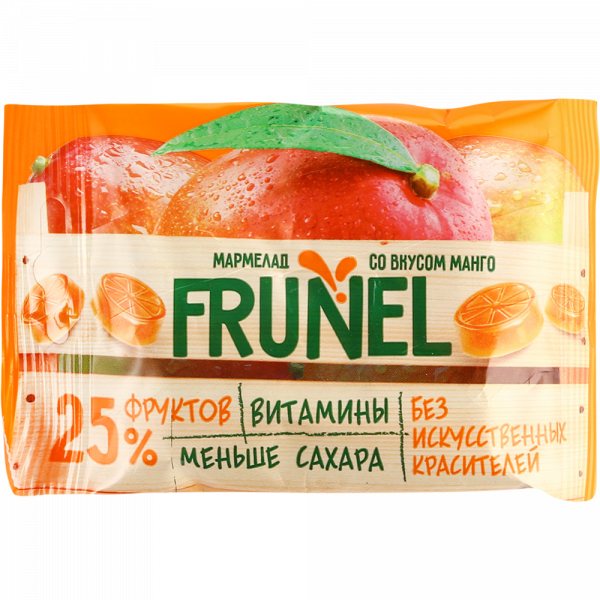 МАРМЕЛАД СО ВКУСОМ МАНГО
FRUNEL
25% ФРУКТОВ
ВИТАМИНЫ
МЕНЬШЕ САХАРА
БЕЗ
ИСКУССТВЕННЫХ
КРАСИТЕЛЕЙ